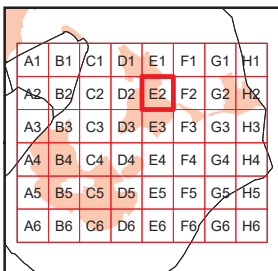 A1 B1 C1 D1 E1 F1 G1 H1
A2 B2 C2 D2 E2 F2 G2 H2
A3 B3 C3 D3 E3 F3 G3 H3
A4 B4 C4 D4 E4 F4 G4 H4
A5 B5 C5 D5 E5 F5 G5 H5
A6 B6 C6 D6 E6 F6 G6 H6